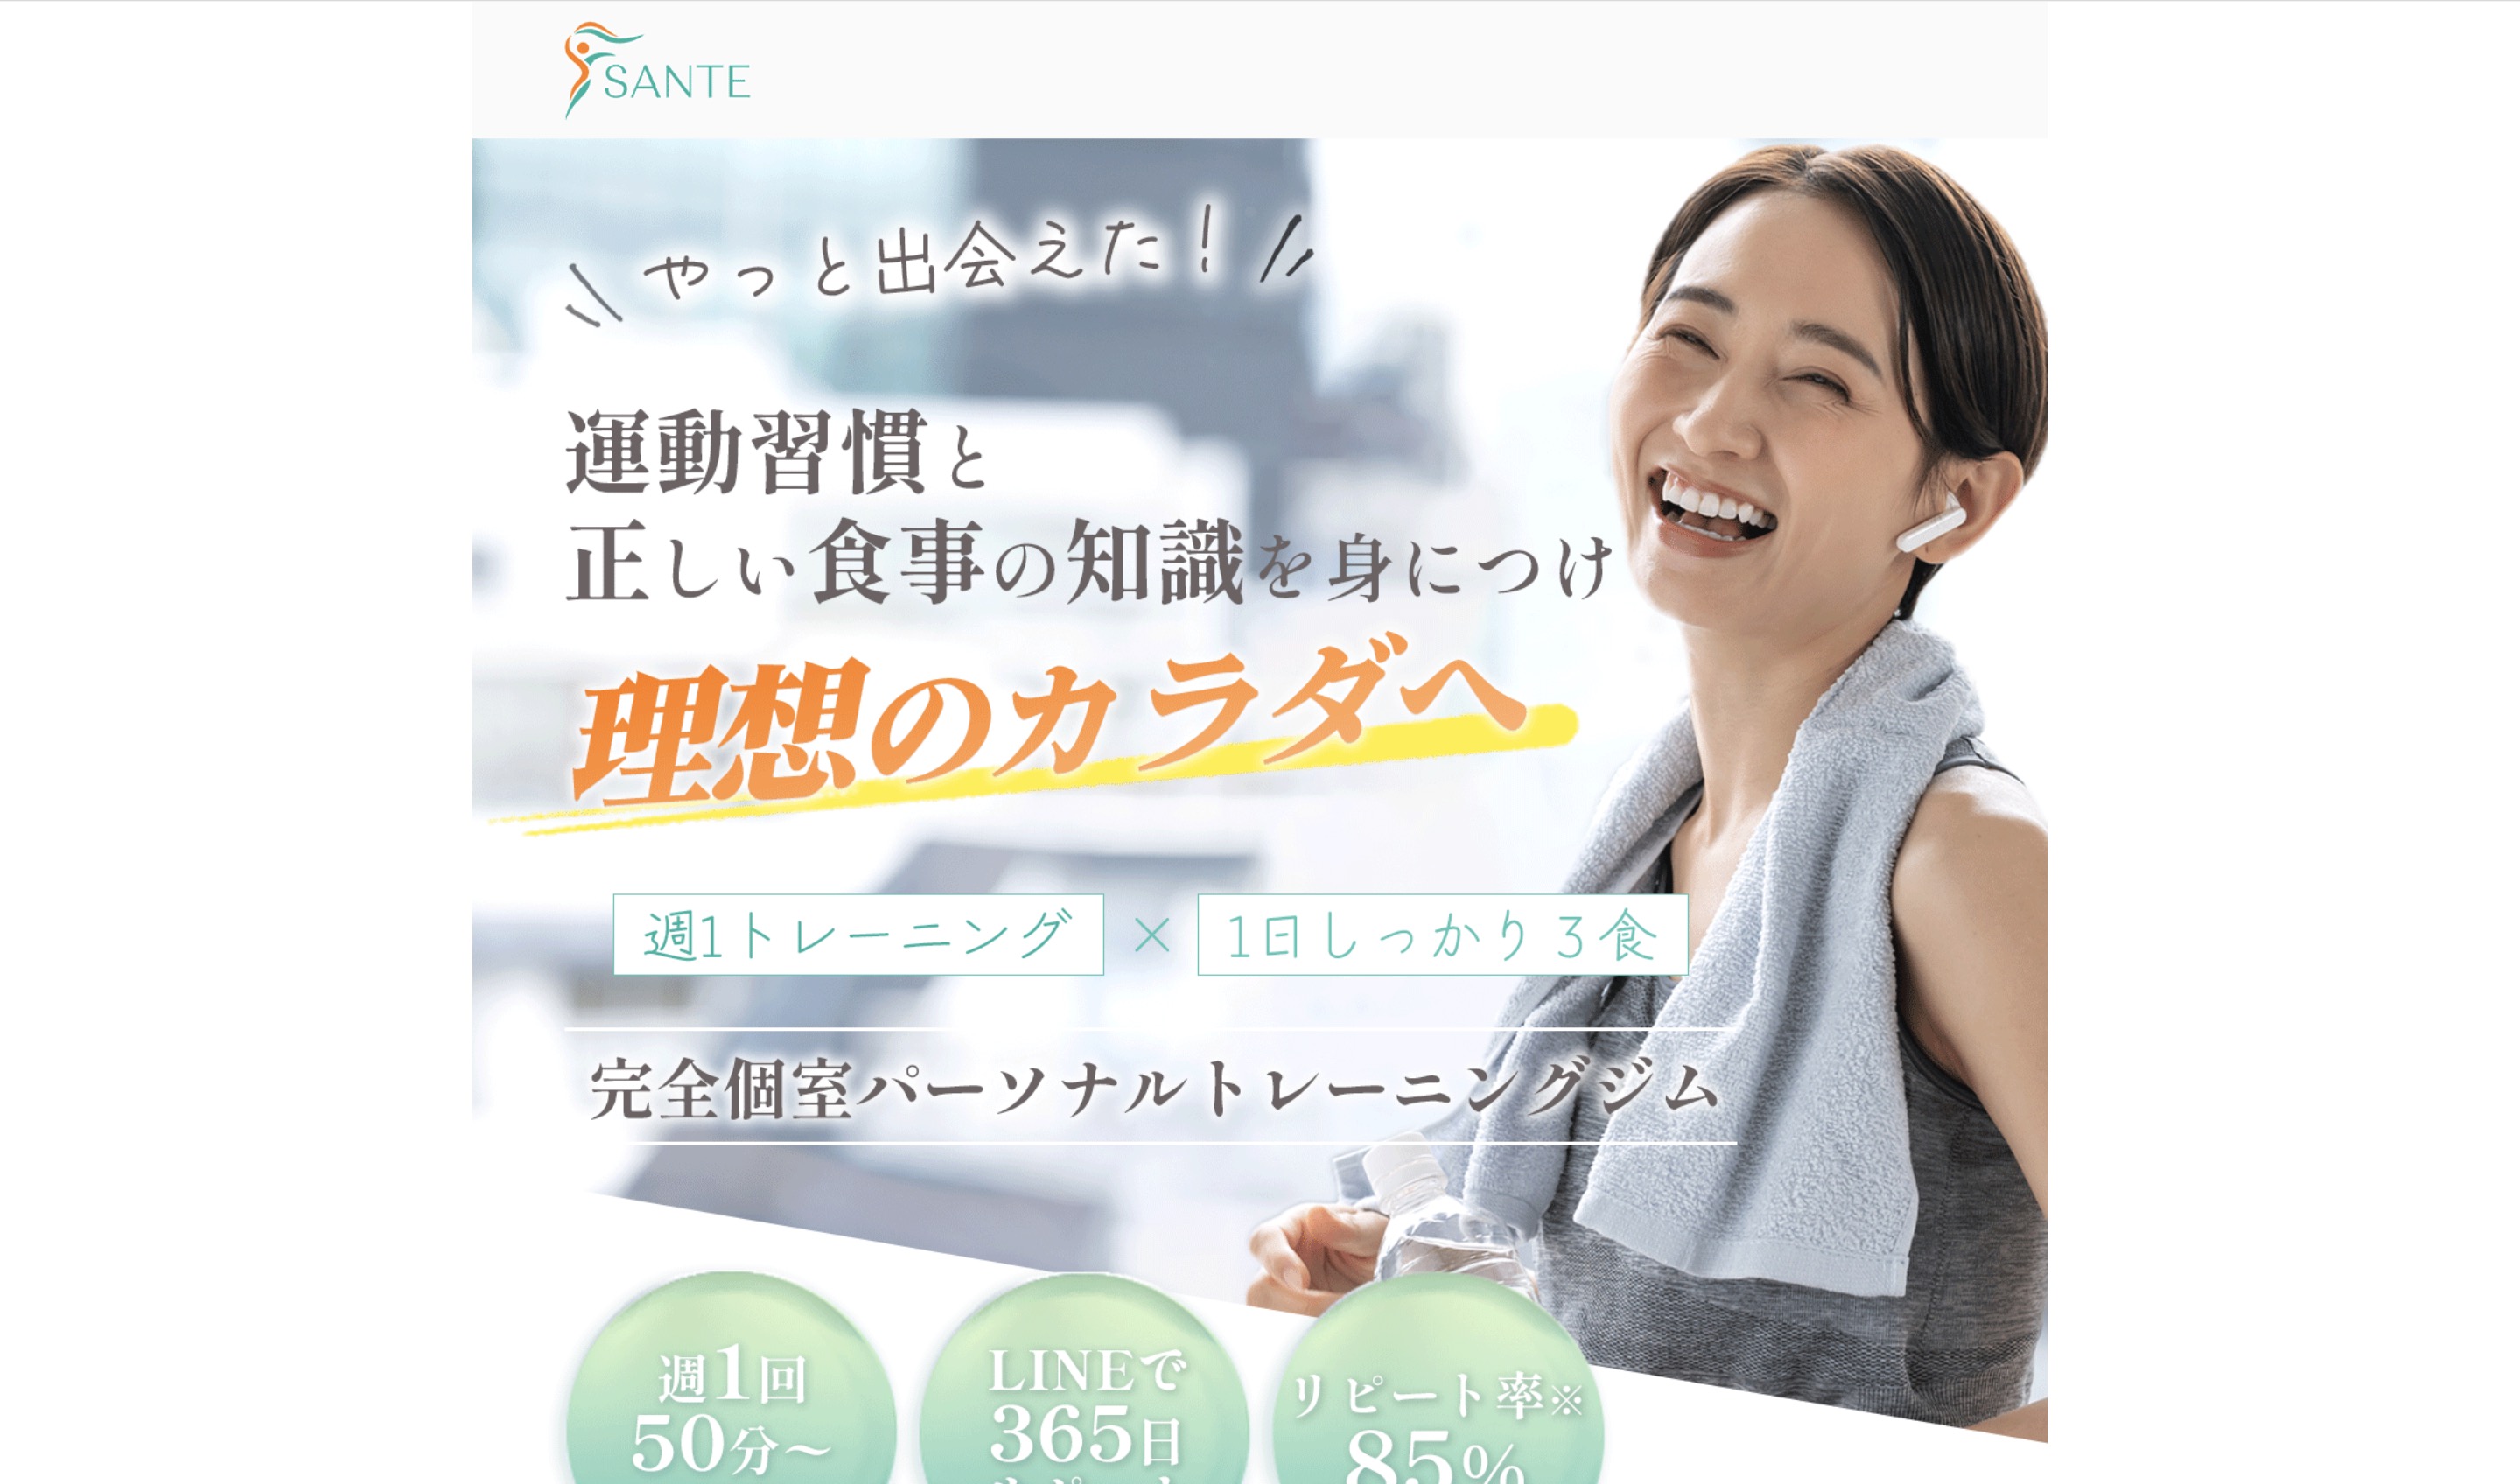 SANTE
やっと出会えた！
運動習慣と
正しい食事の知識を身につけ
理想のカラダへ
週1トレーニング × 1日しっかり3食
完全個室パーソナルトレーニングジム
週1回
50分〜
LINEで
365日
サポート
リピート率※
85%